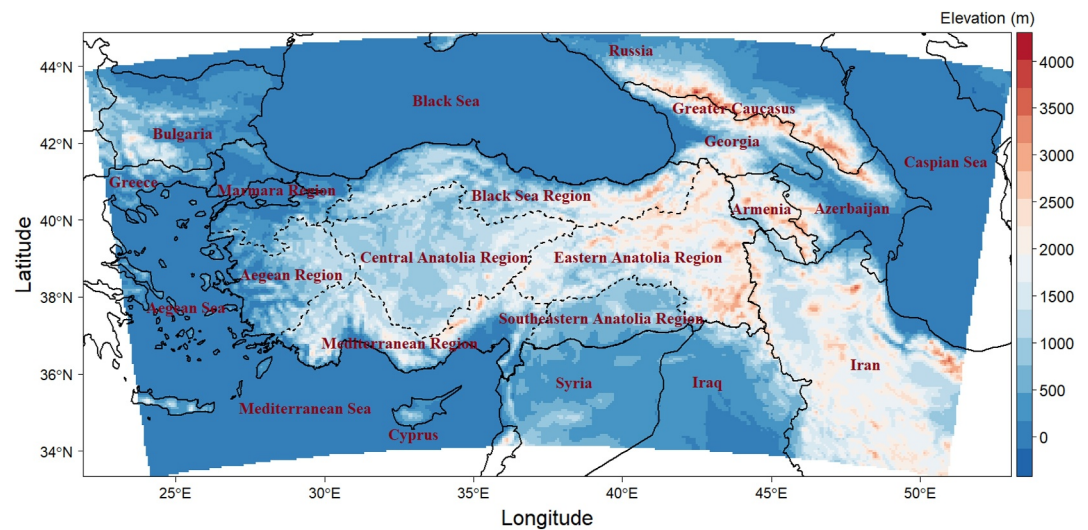 Elevation (m)
44°N
42°N
40°N
38°N
36°N
34°N
Latitude
Russia
Black Sea
Greater Caucasus
Bulgaria
Georgia
Caspian Sea
Greece
Marmara Region
Black Sea Region
Armenia
Azerbaijan
Central Anatolia Region
Eastern Anatolia Region
Aegean Region
Aegean Sea
Southeastern Anatolia Region
Mediterranean Region
Iran
Syria
Iraq
Mediterranean Sea
Cyprus
4000
3500
3000
2500
2000
1500
1000
500
0
25°E
30°E
35°E
40°E
45°E
50°E
Longitude